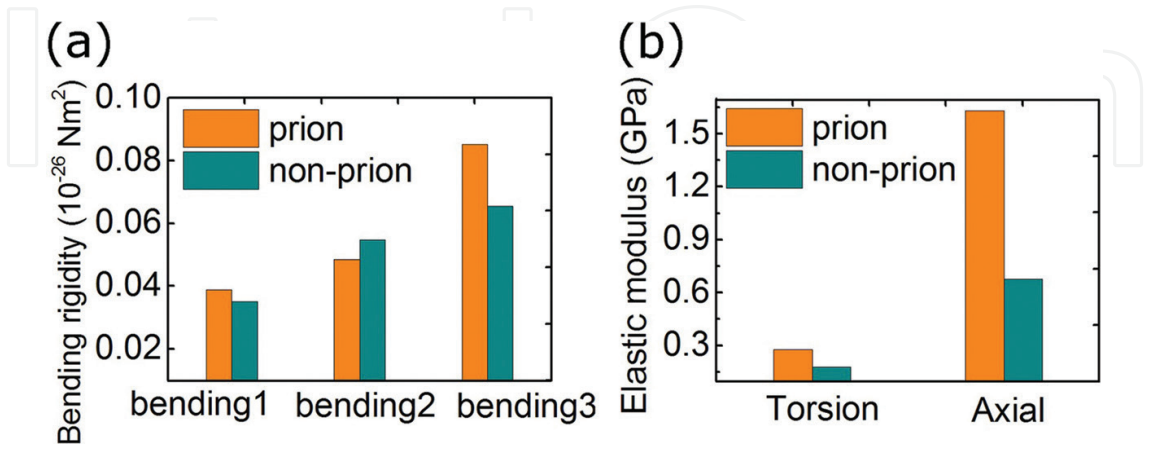 (a)
Bending rigidity (10⁻²⁶ Nm²)
0.10
0.08
0.06
0.04
0.02
prion
non-prion
bending1 bending2 bending3
(b)
Elastic modulus (GPa)
1.5
1.2
0.9
0.6
0.3
prion
non-prion
Torsion Axial